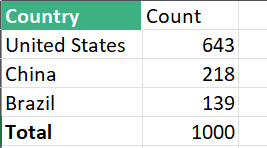 Country Count
United States 643
China 218
Brazil 139
Total 1000